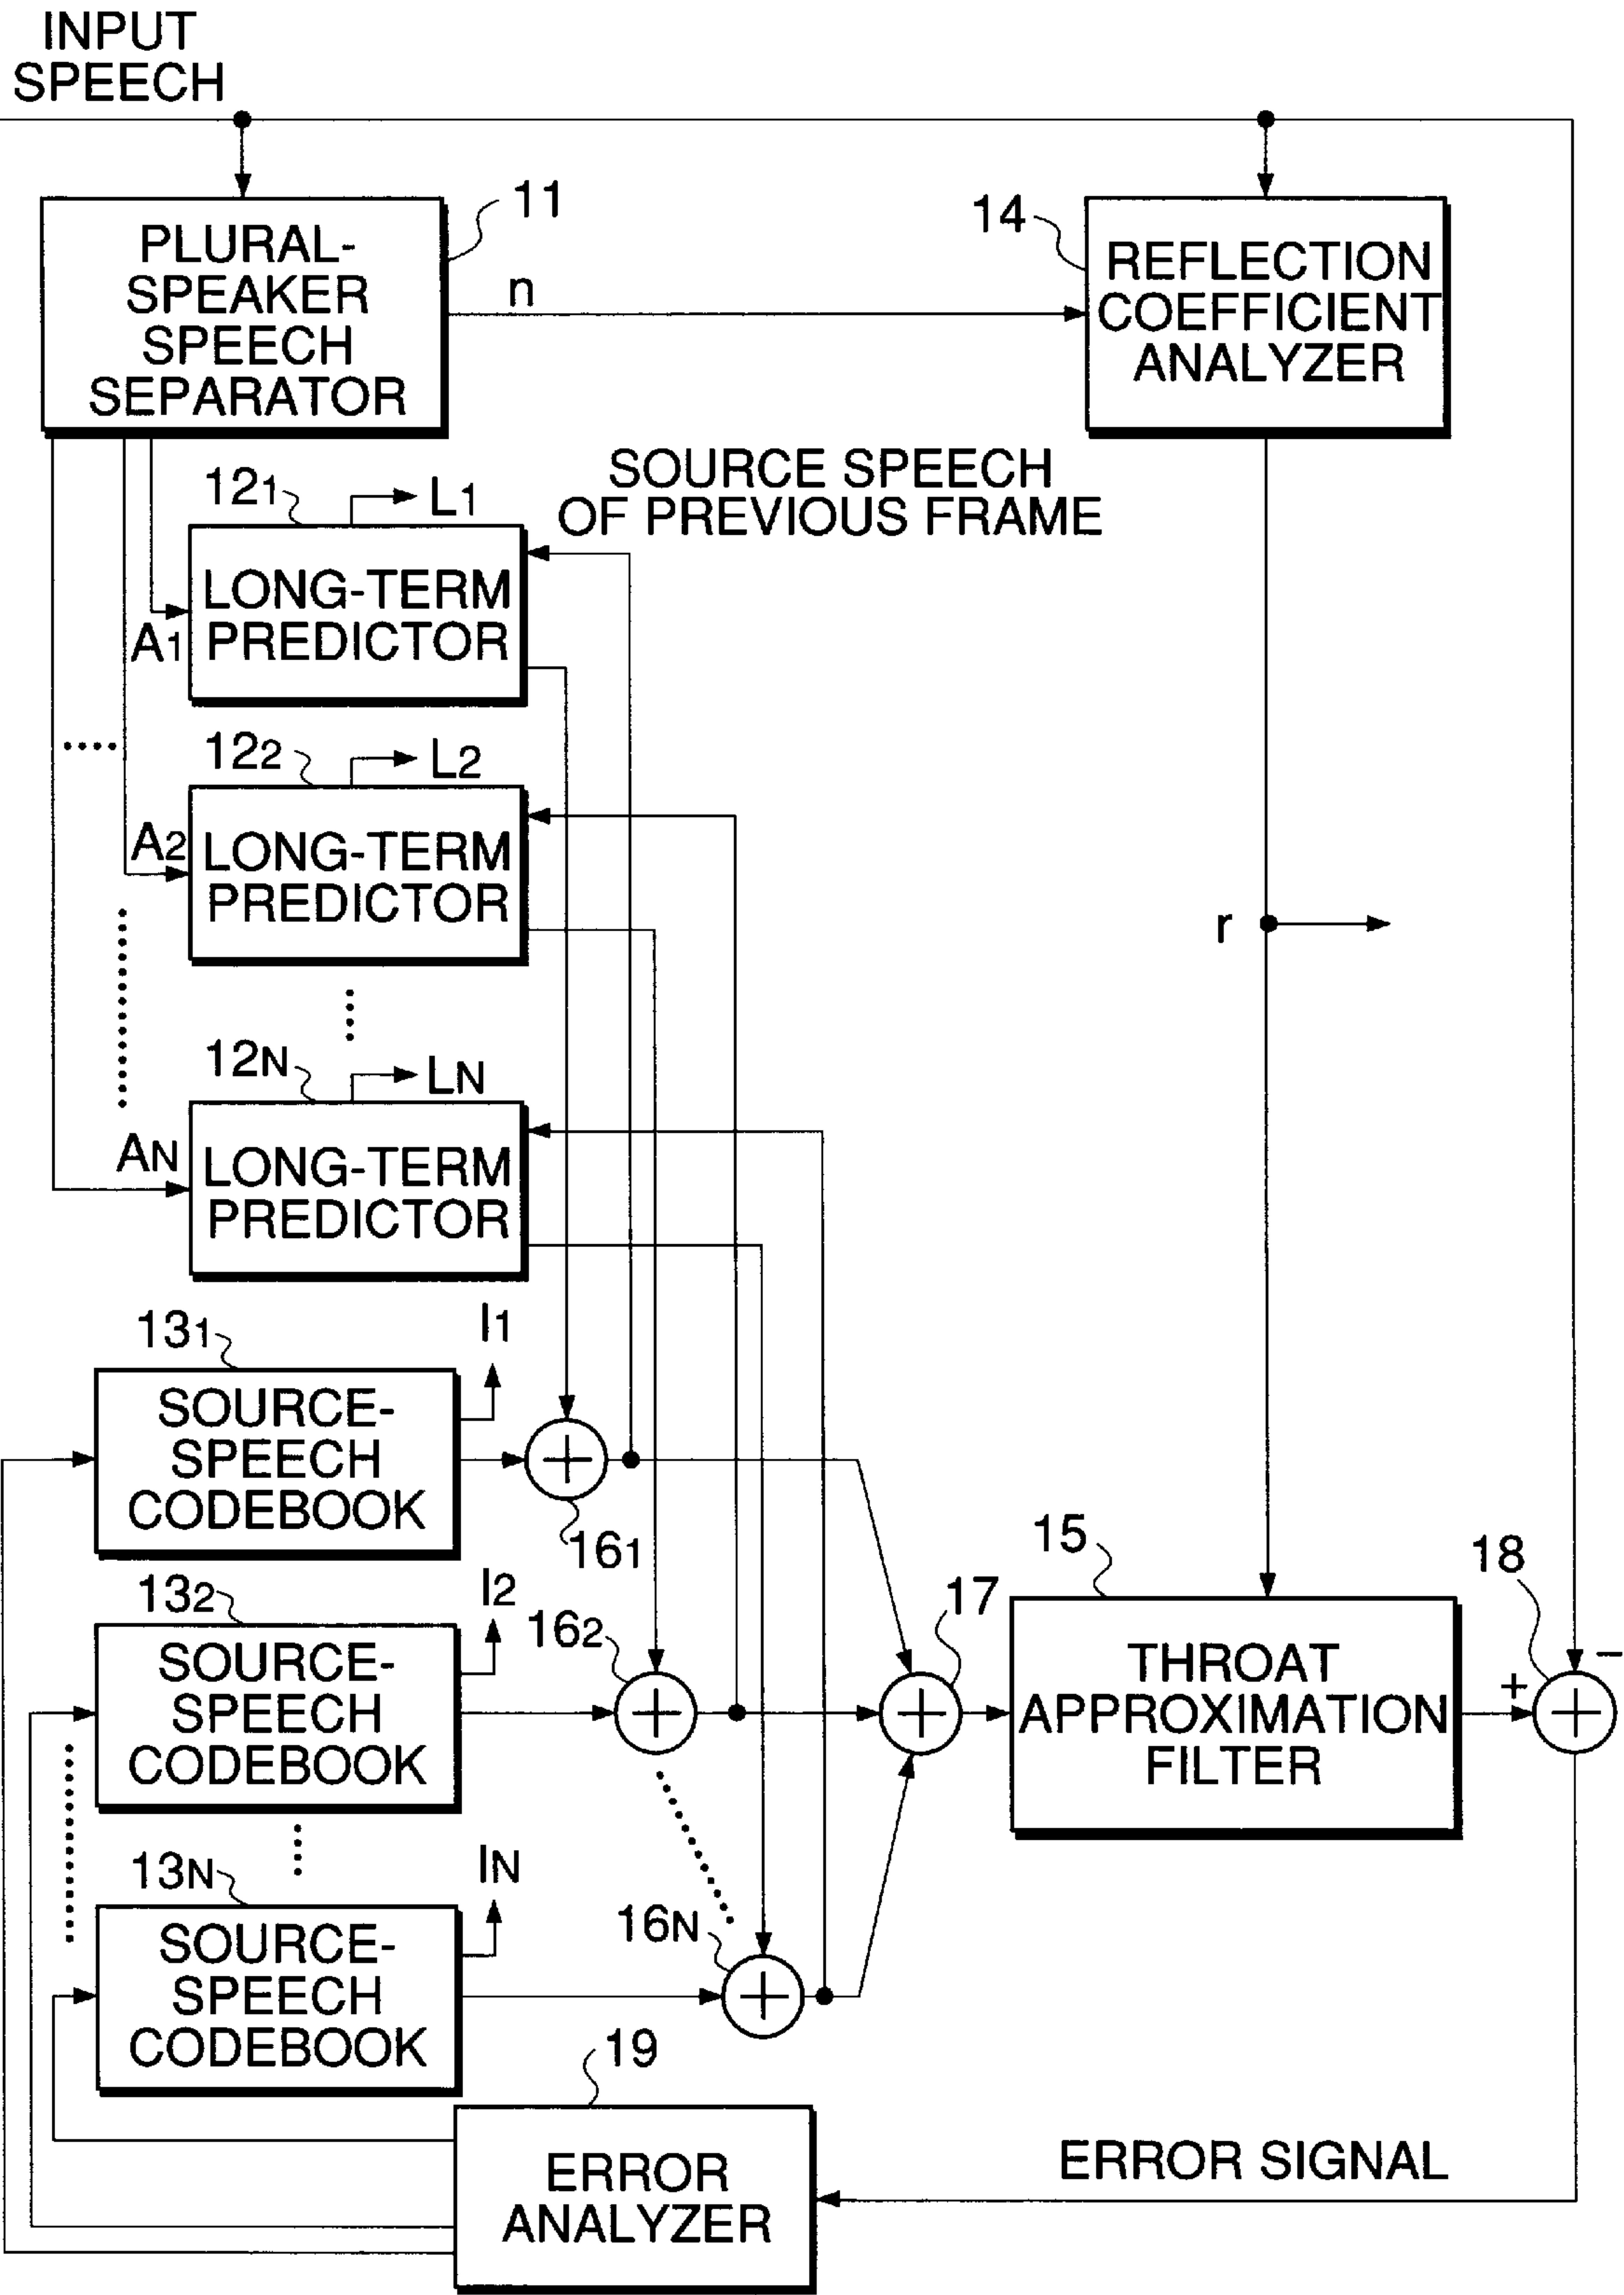 INPUT
SPEECH
11
PLURAL-
SPEAKER
SPEECH
SEPARATOR
n
14
REFLECTION
COEFFICIENT
ANALYZER
SOURCE SPEECH
OF PREVIOUS FRAME
121
L1
LONG-TERM
PREDICTOR
A1
122
L2
LONG-TERM
PREDICTOR
A2
r
12N
LN
LONG-TERM
PREDICTOR
AN
131
I1
SOURCE-
SPEECH
CODEBOOK
+
161
132
I2
SOURCE-
SPEECH
CODEBOOK
162
+
17
+
15
THROAT
APPROXIMATION
FILTER
18
+
−
+
13N
IN
SOURCE-
SPEECH
CODEBOOK
16N
+
19
ERROR
ANALYZER
ERROR SIGNAL